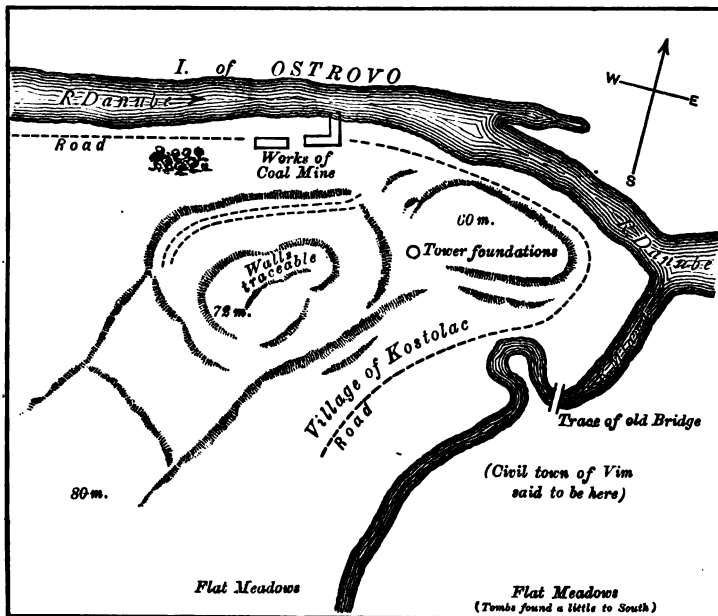 I. of OSTROVO
W
E
S
R. Danube
Road
Works of
Coal Mine
60 m.
Tower foundations
R. Danube
Walls
traceable
72 m.
Village of Kostolac
Road
Trace of old Bridge
(Civil town of Vim
said to be here)
80 m.
Flat Meadows
Flat Meadows
(Tombs found a little to South)